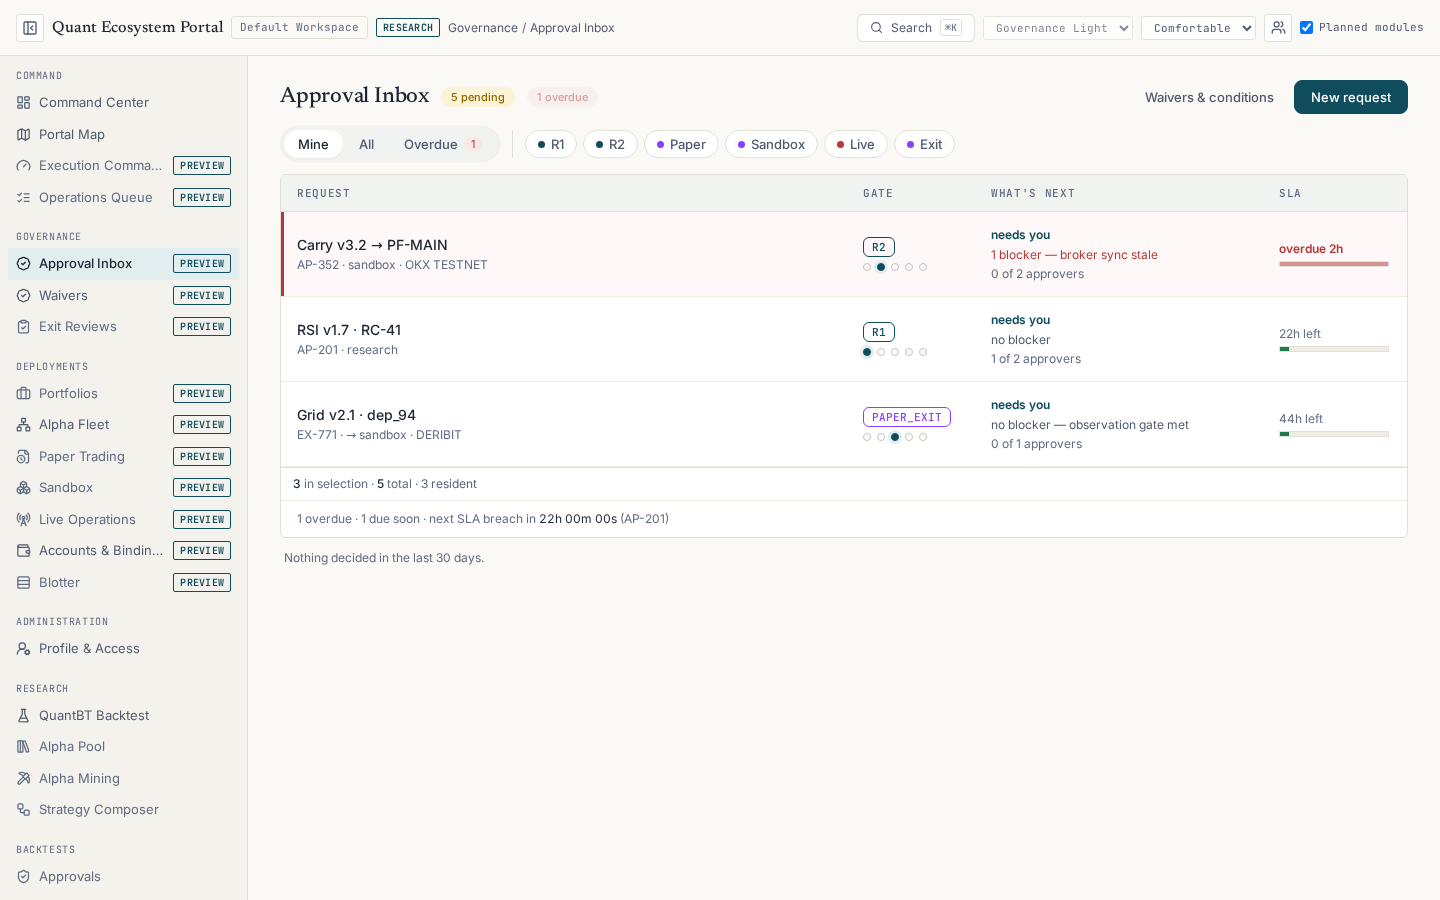 Quant Ecosystem Portal
Default Workspace
RESEARCH
Governance / Approval Inbox
Search ⌘K
Governance Light
Comfortable
Planned modules
COMMAND
Command Center
Portal Map
Execution Comma... PREVIEW
Operations Queue PREVIEW
GOVERNANCE
Approval Inbox PREVIEW
Waivers PREVIEW
Exit Reviews PREVIEW
DEPLOYMENTS
Portfolios PREVIEW
Alpha Fleet PREVIEW
Paper Trading PREVIEW
Sandbox PREVIEW
Live Operations PREVIEW
Accounts & Bindin... PREVIEW
Blotter PREVIEW
ADMINISTRATION
Profile & Access
RESEARCH
QuantBT Backtest
Alpha Pool
Alpha Mining
Strategy Composer
BACKTESTS
Approvals
Approval Inbox
5 pending
1 overdue
Waivers & conditions
New request
Mine
All
Overdue 1
R1
R2
Paper
Sandbox
Live
Exit
REQUEST GATE WHAT'S NEXT SLA
Carry v3.2 → PF-MAIN
AP-352 · sandbox · OKX TESTNET
R2
needs you
1 blocker — broker sync stale
0 of 2 approvers
overdue 2h
RSI v1.7 · RC-41
AP-201 · research
R1
needs you
no blocker
1 of 2 approvers
22h left
Grid v2.1 · dep_94
EX-771 · → sandbox · DERIBIT
PAPER_EXIT
needs you
no blocker — observation gate met
0 of 1 approvers
44h left
3 in selection · 5 total · 3 resident
1 overdue · 1 due soon · next SLA breach in 22h 00m 00s (AP-201)
Nothing decided in the last 30 days.